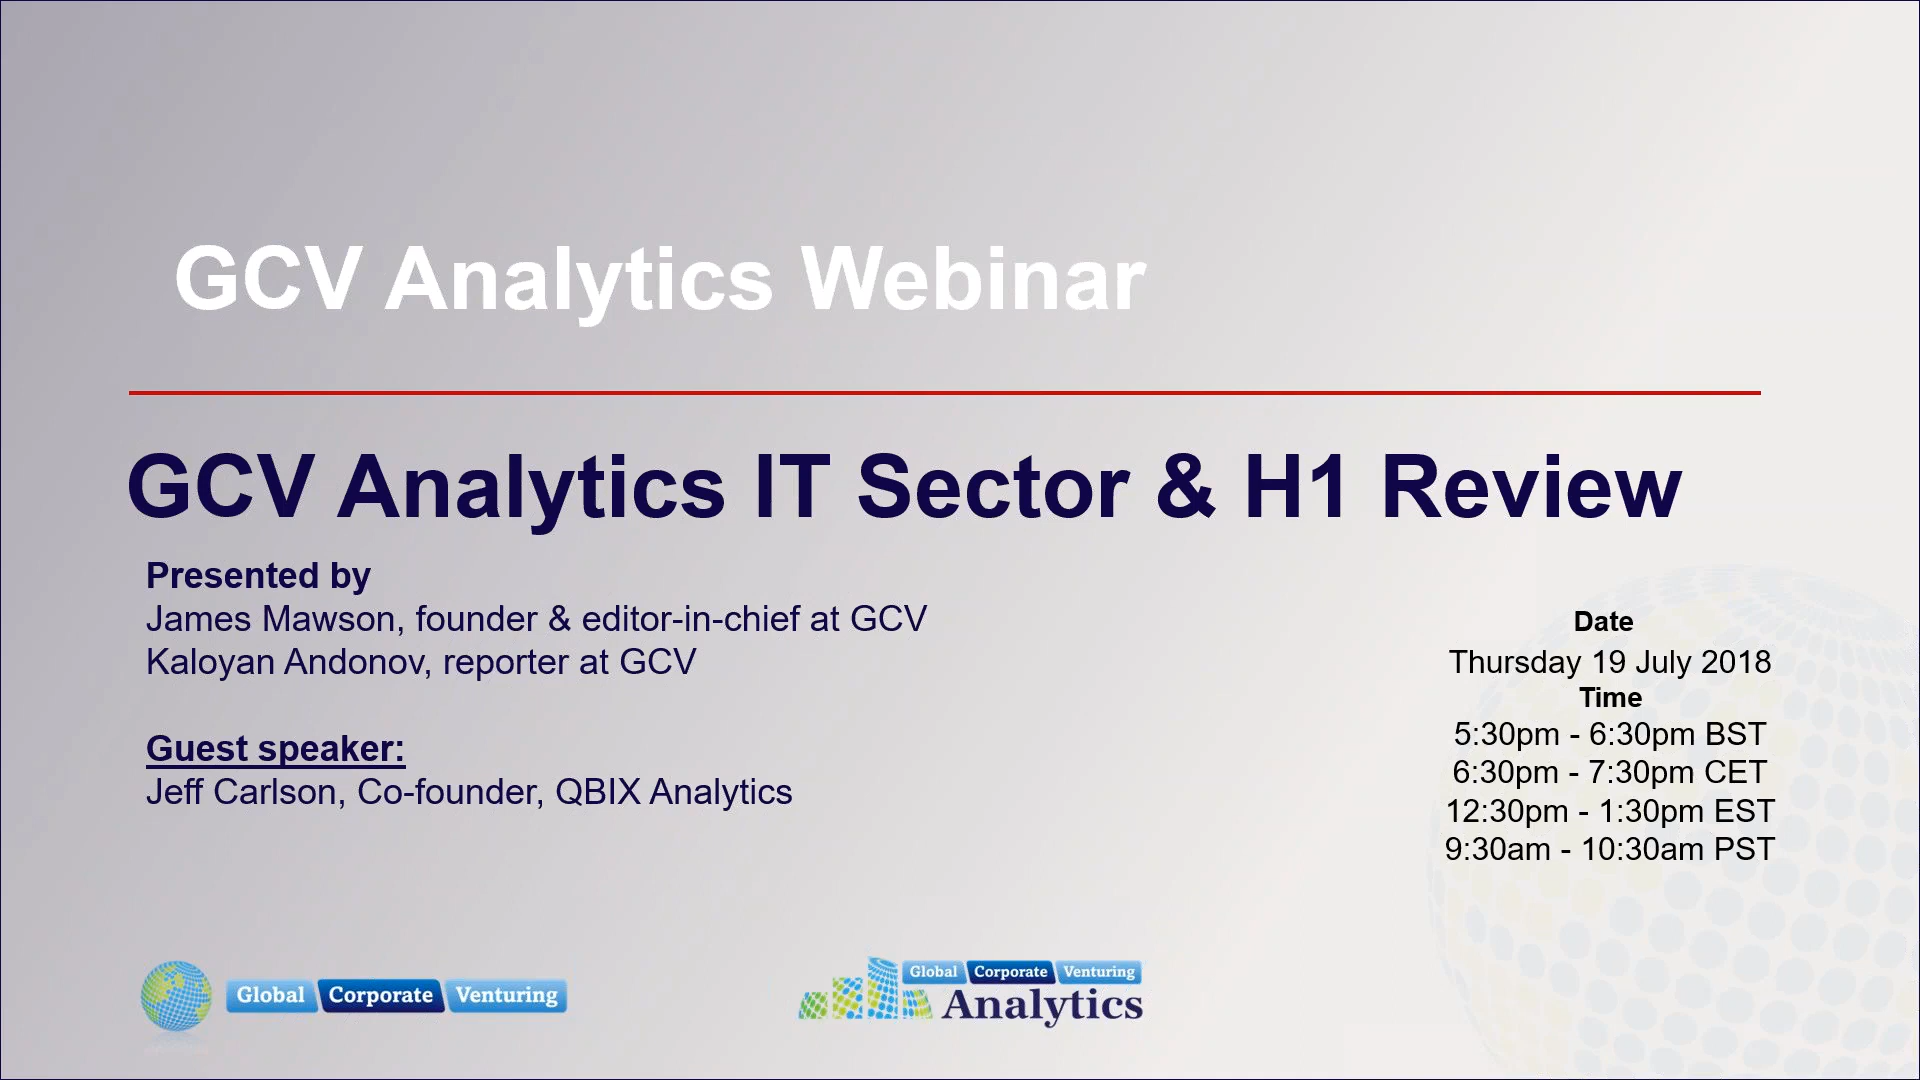 GCV Analytics Webinar
GCV Analytics IT Sector & H1 Review
Presented by
James Mawson, founder & editor-in-chief at GCV
Kaloyan Andonov, reporter at GCV
Guest speaker:
Jeff Carlson, Co-founder, QBIX Analytics
Date
Thursday 19 July 2018
Time
5:30pm - 6:30pm BST
6:30pm - 7:30pm CET
12:30pm - 1:30pm EST
9:30am - 10:30am PST
Global Corporate Venturing
Global Corporate Venturing
Analytics